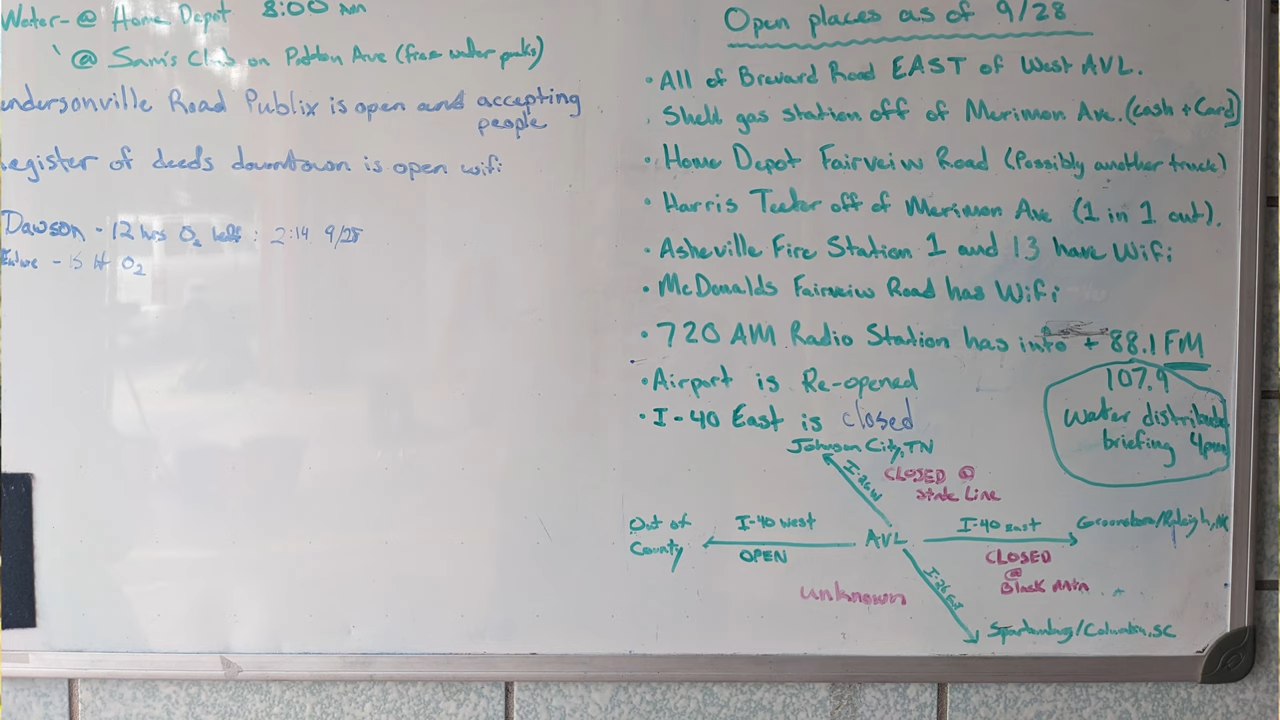 Water - @ Home Depot 8:00 AM
@ Sam's Club on Patton Ave (free water packs)
endersonville Road Publix is open and accepting
people
register of deeds downtown is open wifi
Dawson - 12 hrs O2 left : 2:14 9/28
- 15 hr O2
Open places as of 9/28
• All of Brevard Road EAST of West AVL.
• Shell gas station off of Merimon Ave. (cash + Card)
• Home Depot Fairveiw Road (Possibly another truck)
• Harris Teeter off of Merimon Ave (1 in 1 out).
• Asheville Fire Station 1 and 13 have Wifi
• McDonalds Fairveiw Road has Wifi
• 720 AM Radio Station has info + 88.1 FM
107.9
water distribute
briefing 4pm
• Airport is Re-opened
• I-40 East is closed
Johnson City, TN
I-26 W
CLOSED @
State Line
Out of
County
I-40 West
OPEN
AVL
I-40 East
CLOSED
@
Black Mtn
Greensboro/Raleigh, NC
unknown
I-26 East
Spartanburg/Columbia, SC